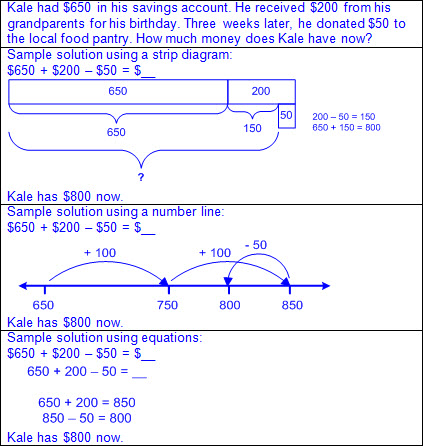 Kale had $650 in his savings account. He received $200 from his
grandparents for his birthday. Three weeks later, he donated $50 to
the local food pantry. How much money does Kale have now?
Sample solution using a strip diagram:
$650 + $200 – $50 = $__
650 200
50
650 150
200 – 50 = 150
650 + 150 = 800
?
Kale has $800 now.
Sample solution using a number line:
$650 + $200 – $50 = $__
+ 100 + 100 - 50
650 750 800 850
Kale has $800 now.
Sample solution using equations:
$650 + $200 – $50 = $__
650 + 200 – 50 = __
650 + 200 = 850
850 – 50 = 800
Kale has $800 now.